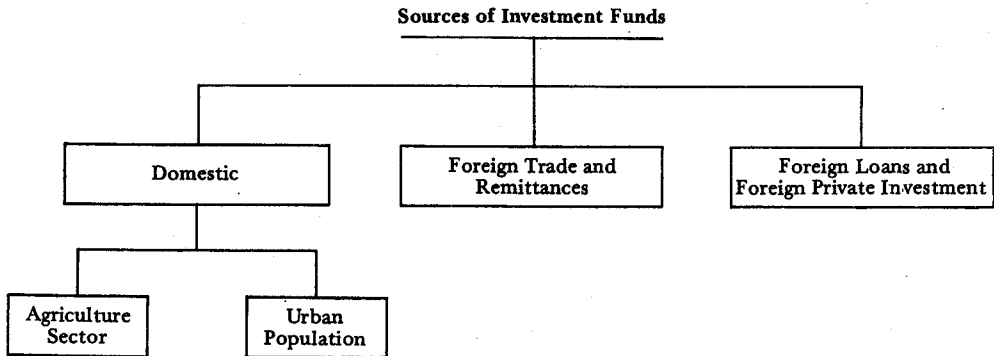 Sources of Investment Funds
Domestic
Foreign Trade and
Remittances
Foreign Loans and
Foreign Private Investment
Agriculture
Sector
Urban
Population